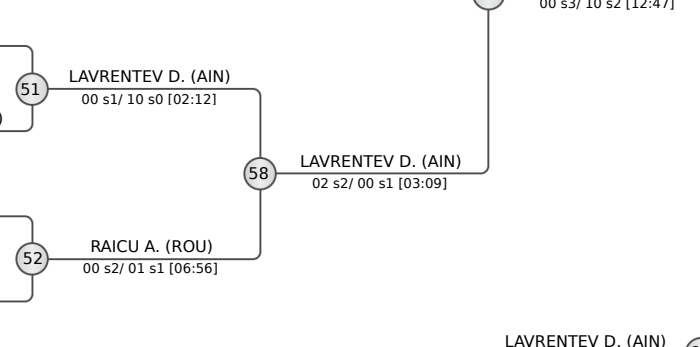 00 s3/ 10 s2 [12:47]
LAVRENTEV D. (AIN)
51
00 s1/ 10 s0 [02:12]
LAVRENTEV D. (AIN)
58
02 s2/ 00 s1 [03:09]
RAICU A. (ROU)
52
00 s2/ 01 s1 [06:56]
LAVRENTEV D. (AIN)